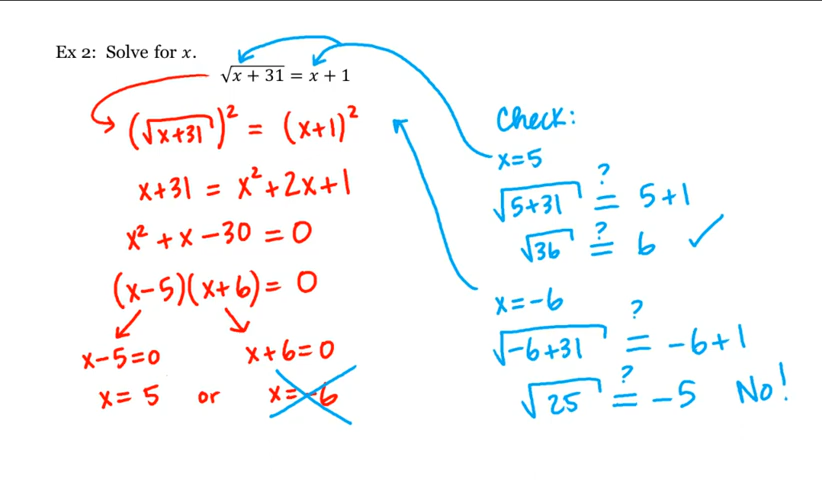 Ex 2: Solve for x.
√(x + 31) = x + 1
(√(x+31))² = (x+1)²
x+31 = x²+2x+1
x² + x − 30 = 0
(x−5)(x+6) = 0
x−5=0 x+6=0
x= 5 or x=−6
Check:
x=5
√(5+31) ≟ 5+1
√36 ≟ 6 ✓
x=−6
√(−6+31) ≟ −6+1
√25 ≟ −5 No!